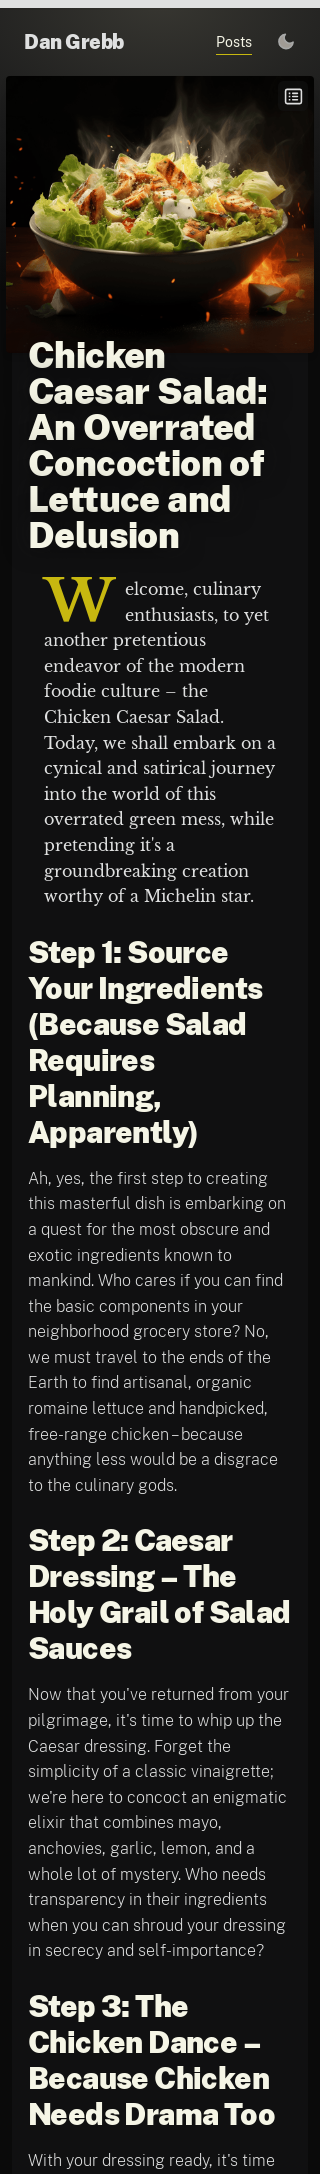 Dan Grebb
Posts
Chicken
Caesar Salad:
An Overrated
Concoction of
Lettuce and
Delusion
Welcome, culinary
enthusiasts, to yet
another pretentious
endeavor of the modern
foodie culture – the
Chicken Caesar Salad.
Today, we shall embark on a
cynical and satirical journey
into the world of this
overrated green mess, while
pretending it's a
groundbreaking creation
worthy of a Michelin star.
Step 1: Source
Your Ingredients
(Because Salad
Requires
Planning,
Apparently)
Ah, yes, the first step to creating
this masterful dish is embarking on
a quest for the most obscure and
exotic ingredients known to
mankind. Who cares if you can find
the basic components in your
neighborhood grocery store? No,
we must travel to the ends of the
Earth to find artisanal, organic
romaine lettuce and handpicked,
free-range chicken – because
anything less would be a disgrace
to the culinary gods.
Step 2: Caesar
Dressing – The
Holy Grail of Salad
Sauces
Now that you've returned from your
pilgrimage, it's time to whip up the
Caesar dressing. Forget the
simplicity of a classic vinaigrette;
we're here to concoct an enigmatic
elixir that combines mayo,
anchovies, garlic, lemon, and a
whole lot of mystery. Who needs
transparency in their ingredients
when you can shroud your dressing
in secrecy and self-importance?
Step 3: The
Chicken Dance –
Because Chicken
Needs Drama Too
With your dressing ready, it's time